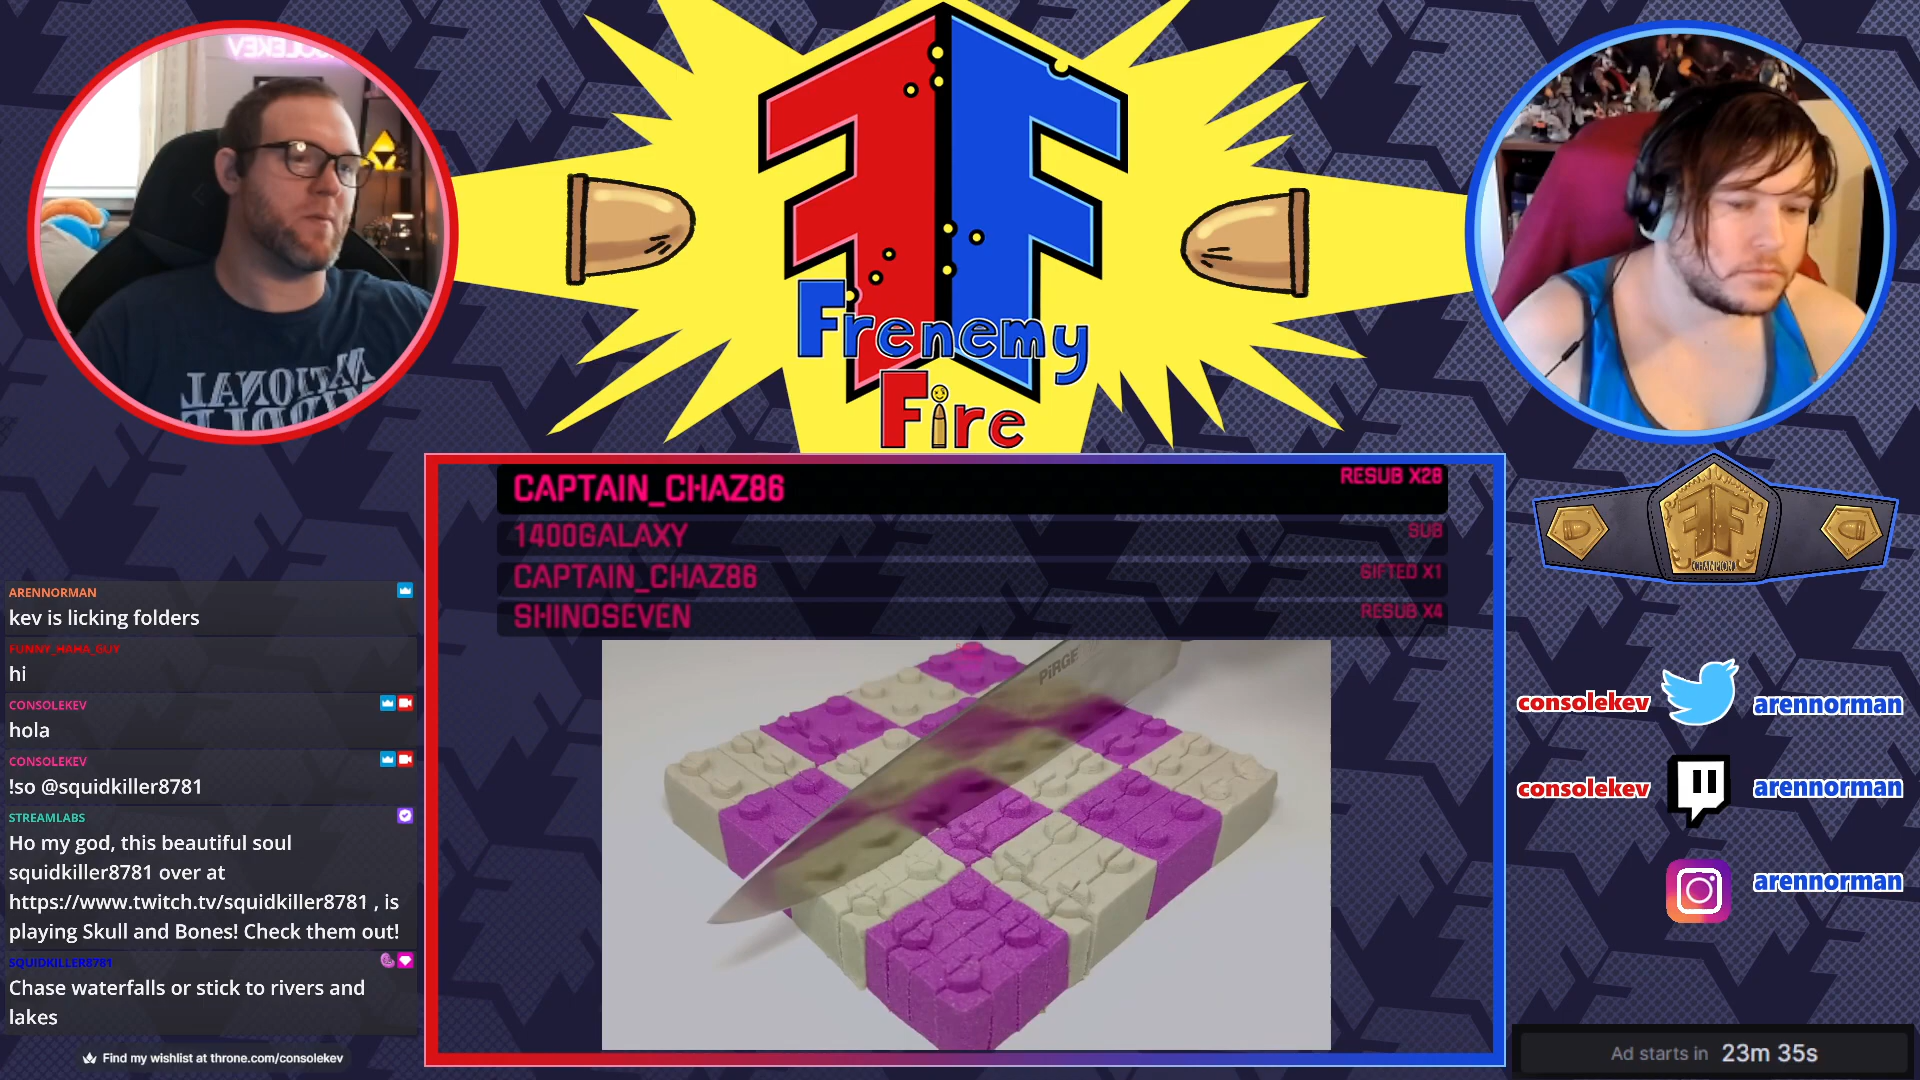 Frenemy
Fire
CAPTAIN_CHAZ86 RESUB X28
1400GALAXY SUB
CAPTAIN_CHAZ86 GIFTED X1
SHINOSEVEN RESUB X4
PIRGE
CHAMPION
ARENNORMAN
kev is licking folders
FUNNY_HAHA_GUY
hi
CONSOLEKEV
hola
CONSOLEKEV
!so @squidkiller8781
STREAMLABS
Ho my god, this beautiful soul
squidkiller8781 over at
https://www.twitch.tv/squidkiller8781 , is
playing Skull and Bones! Check them out!
SQUIDKILLER8781
Chase waterfalls or stick to rivers and
lakes
Find my wishlist at throne.com/consolekev
consolekev arennorman
consolekev arennorman
arennorman
Ad starts in 23m 35s